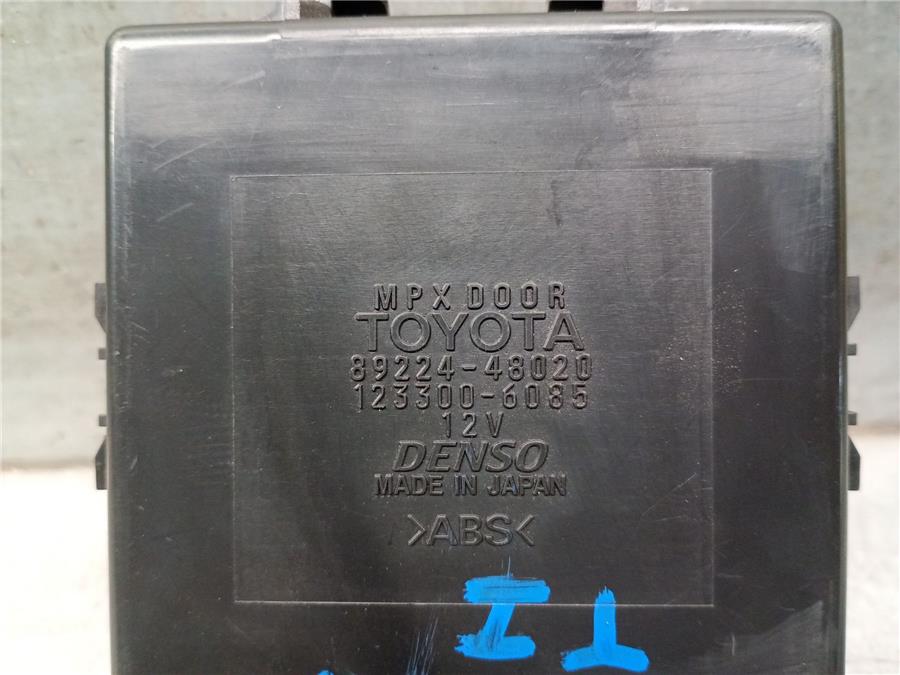 MPX DOOR
TOYOTA
89224-48020
123300-6085
12V
DENSO
MADE IN JAPAN
>ABS<